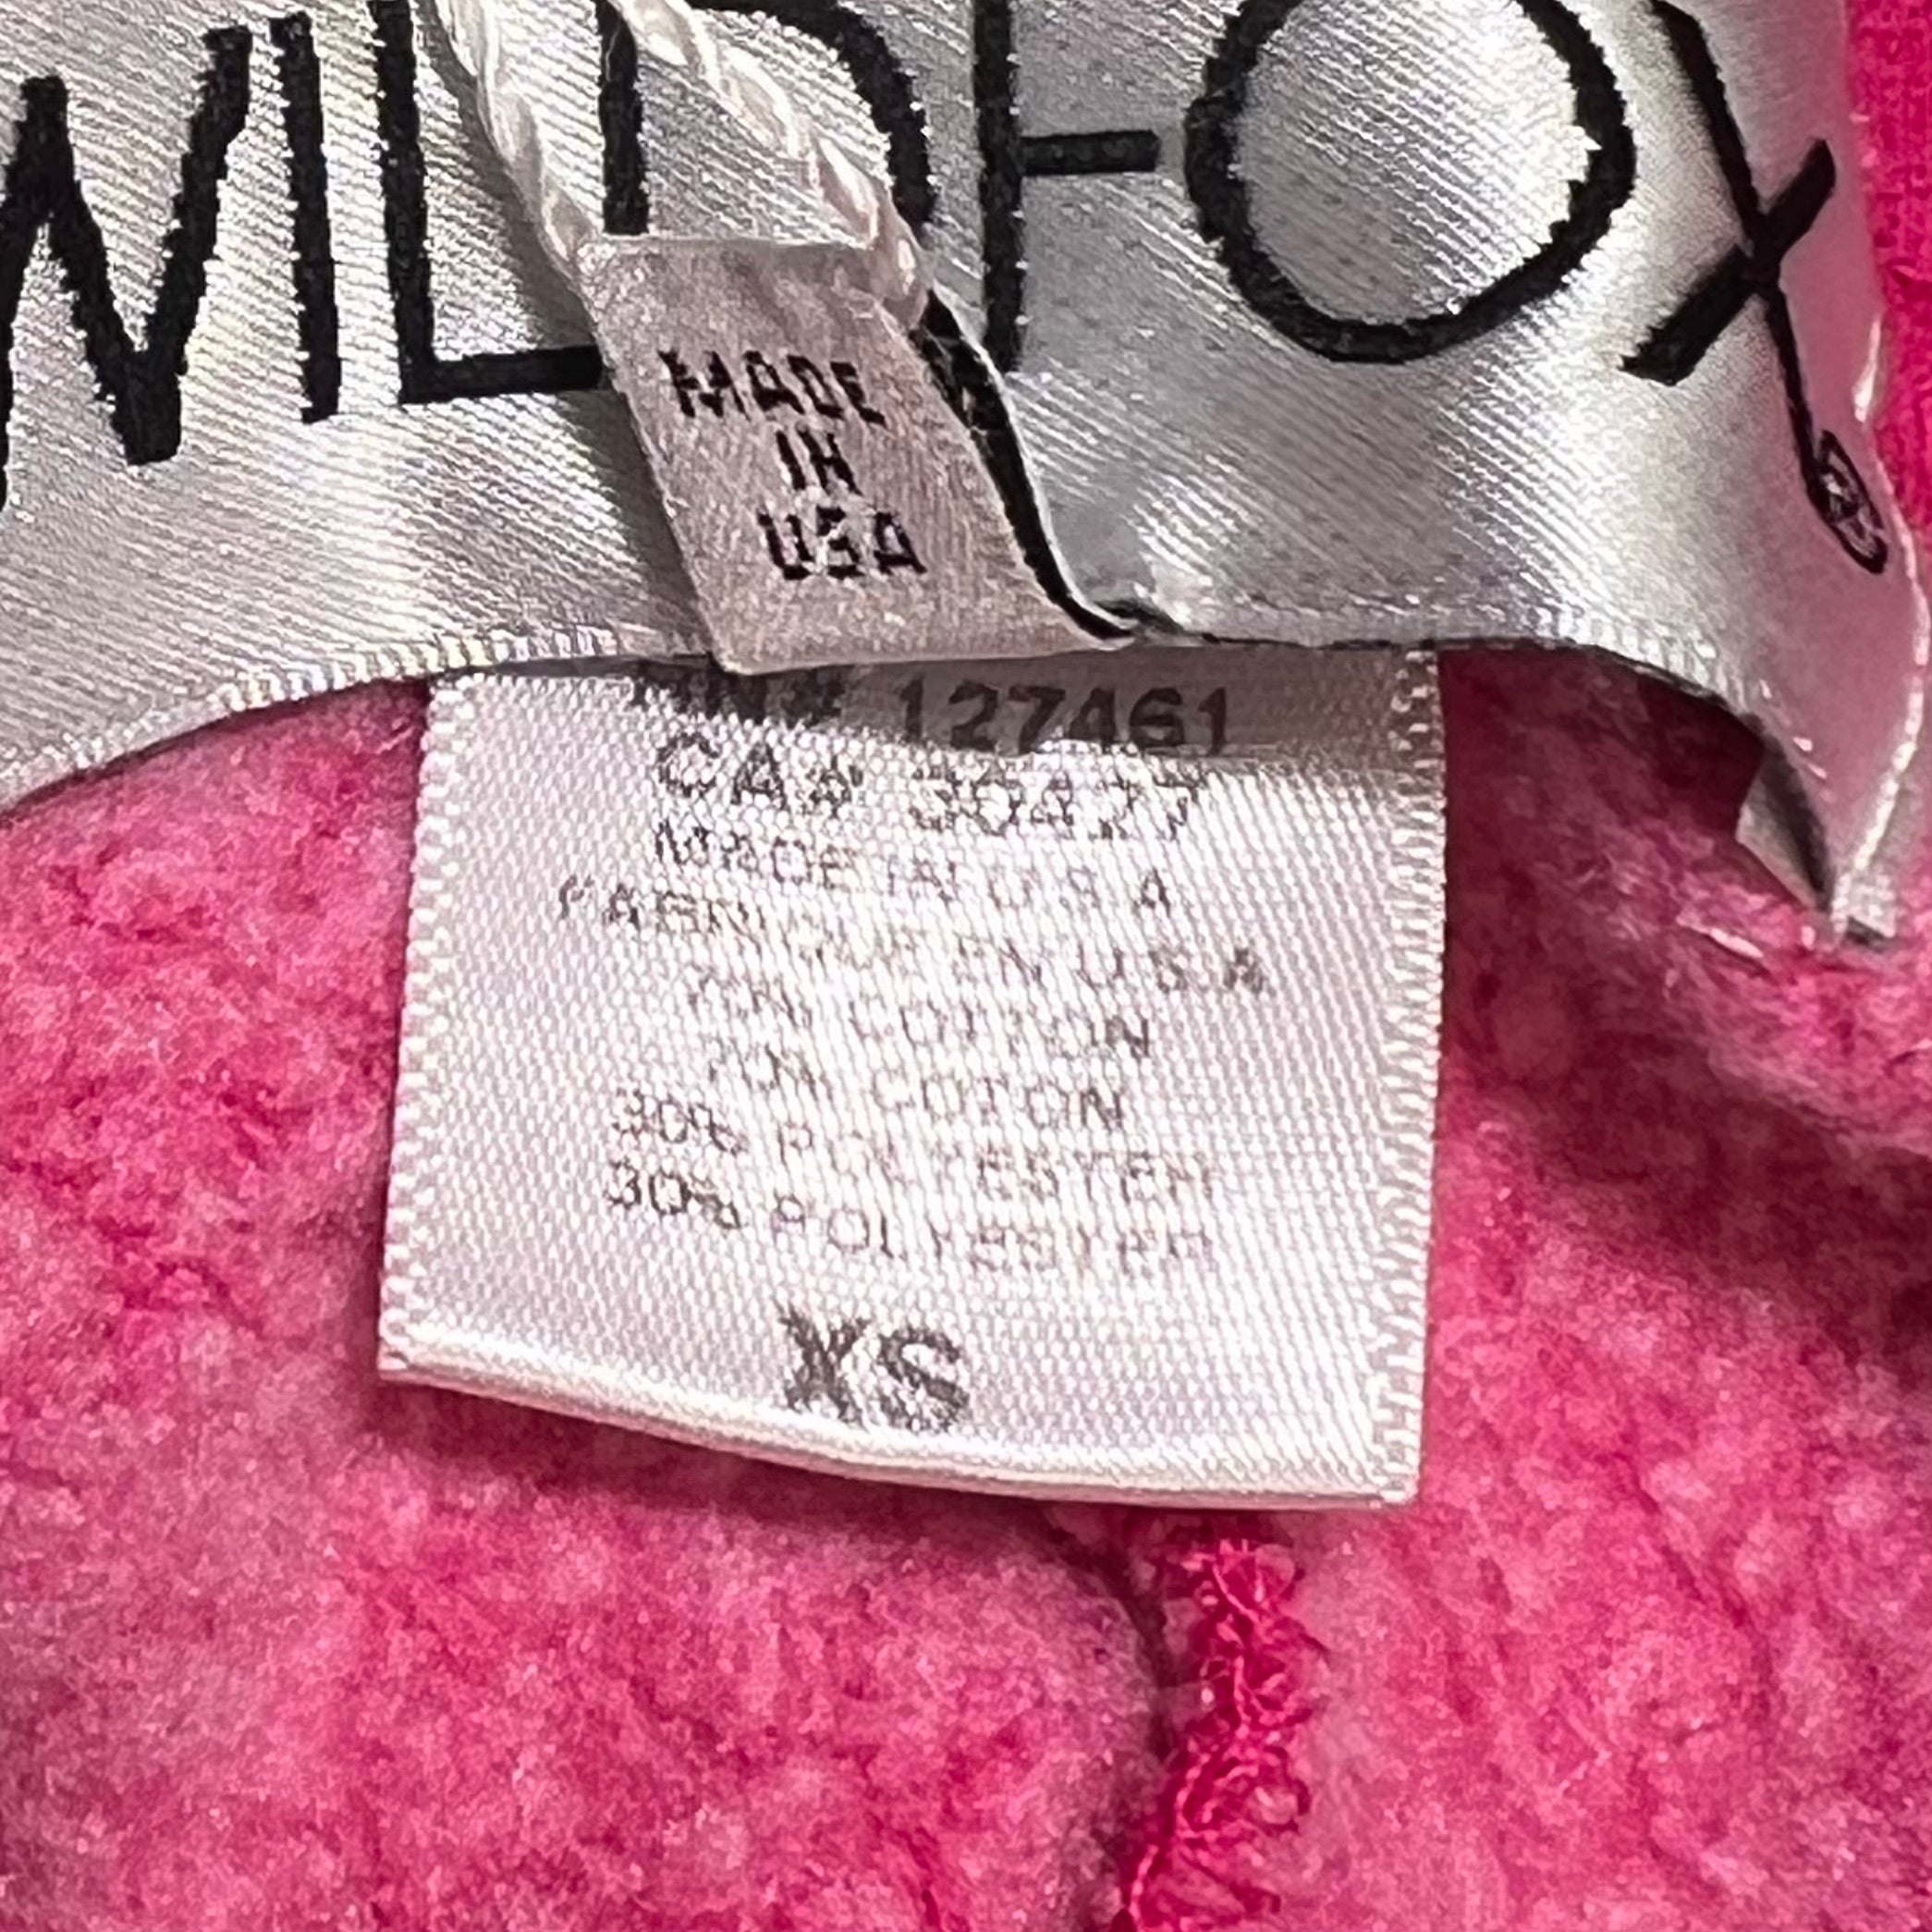 WILDFOX®
MADE
IN
USA
RN# 127461
CA# 30427
MADE IN U.S.A
FABRIQUE EN U.S.A
70% COTTON
70% COTON
30% POLYESTER
30% POLYESTER
XS